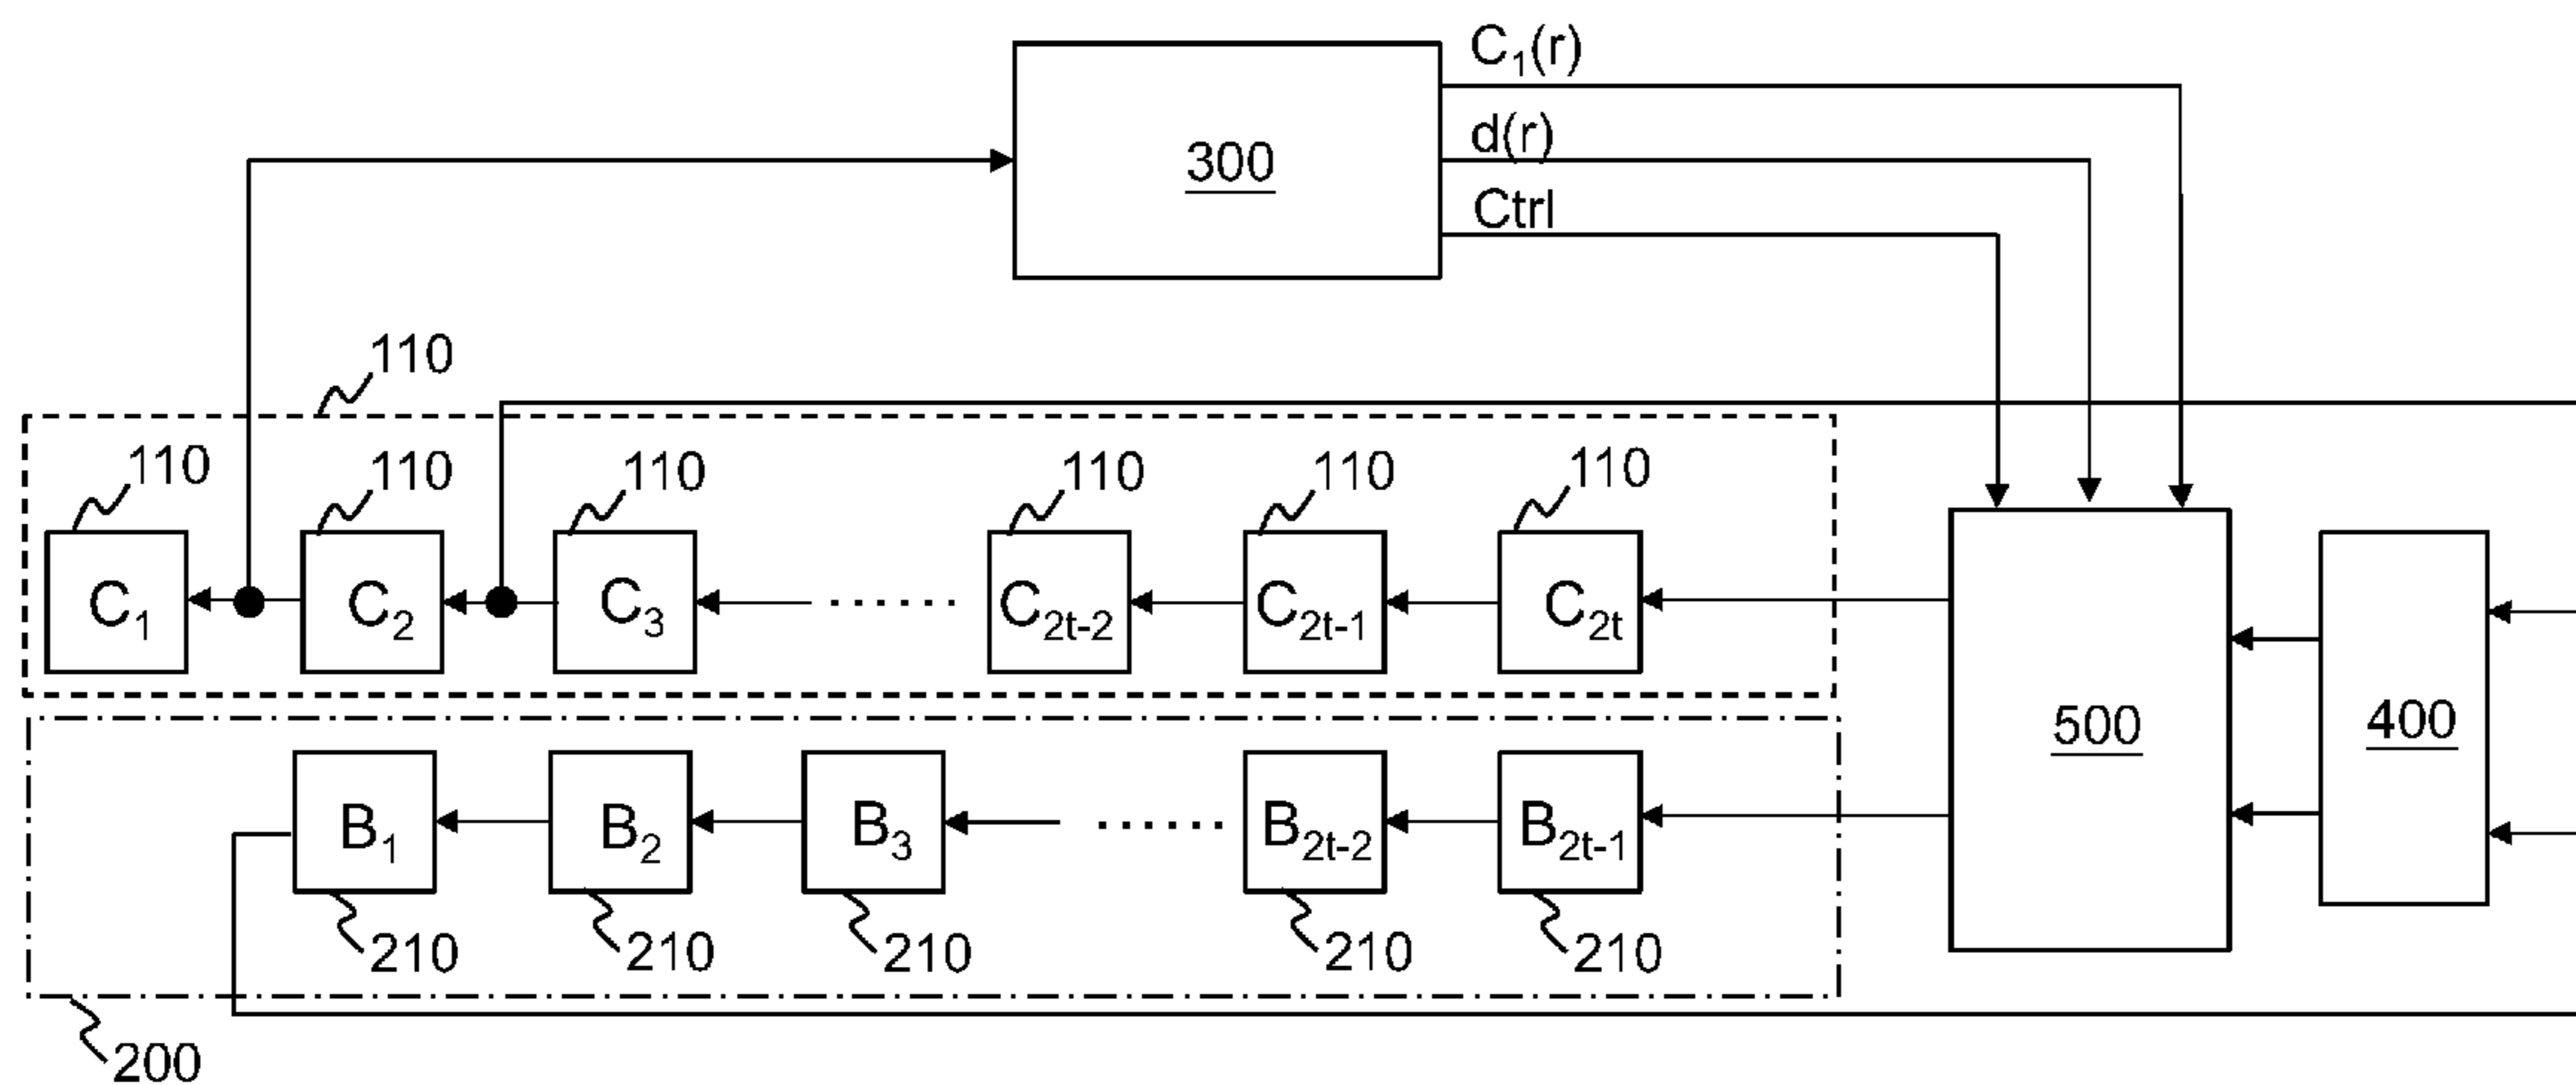 C₁(r)
d(r)
300
Ctrl
110
110 110 110 110 110 110
C₁ C₂ C₃ ...... C₂ₜ₋₂ C₂ₜ₋₁ C₂ₜ
500 400
B₁ B₂ B₃ ...... B₂ₜ₋₂ B₂ₜ₋₁
210 210 210 210 210
200